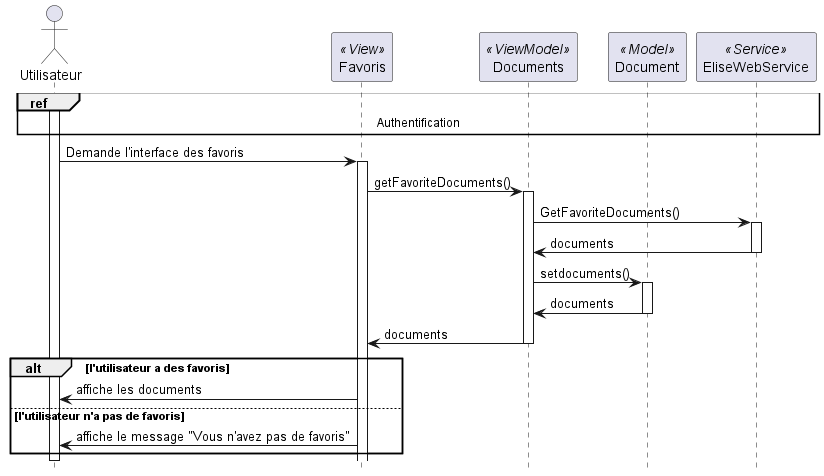 « View»
« ViewModel»
« Model»
« Service»
Utilisateur
Favoris
Documents
Document
EliseWebService
ref
Authentification
Demande l'interface des favoris
getFavoriteDocuments()
GetFavoriteDocuments()
documents
setdocuments()
documents
documents
alt
[l'utilisateur a des favoris]
affiche les documents
[l'utilisateur n'a pas de favoris]
affiche le message "Vous n'avez pas de favoris"